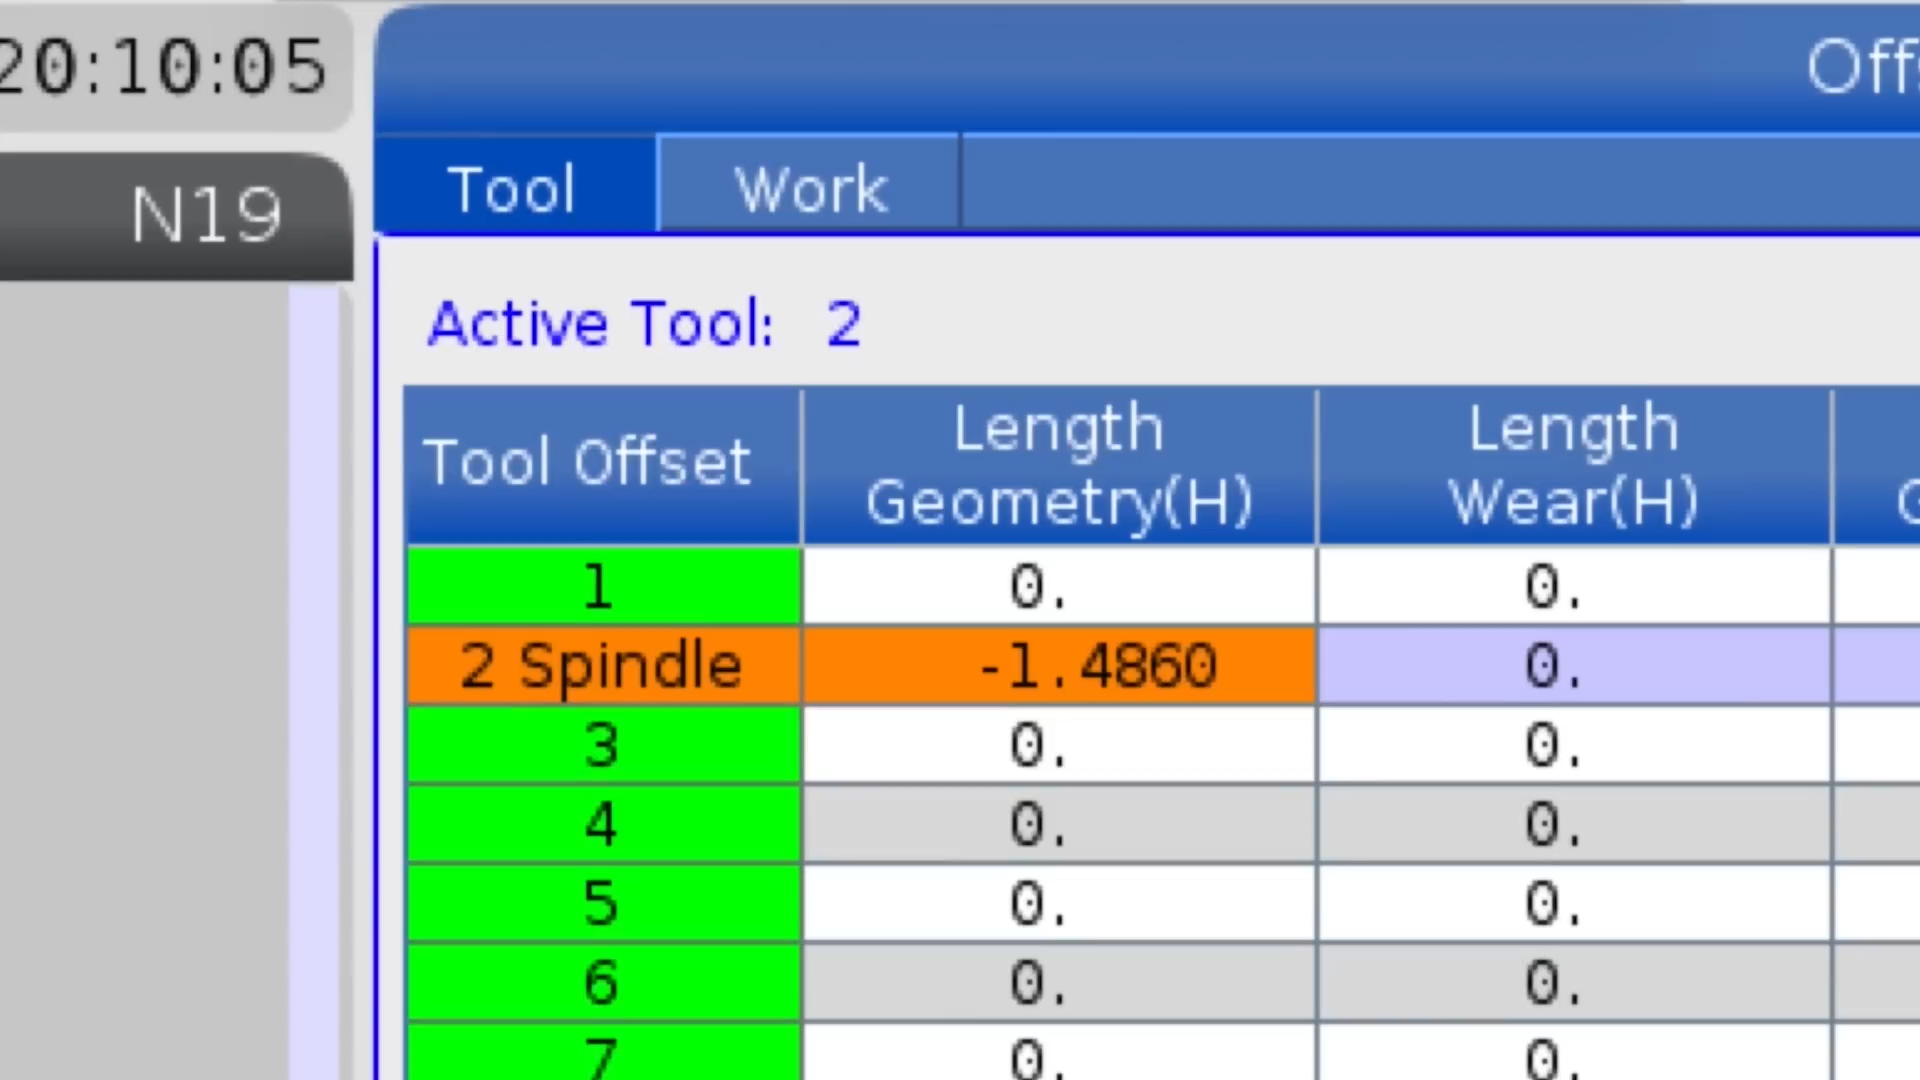 20:10:05
N19
Tool Work
Active Tool: 2
Tool Offset Length Geometry(H) Length Wear(H)
1 0. 0.
2 Spindle -1.4860 0.
3 0. 0.
4 0. 0.
5 0. 0.
6 0. 0.
7 0. 0.